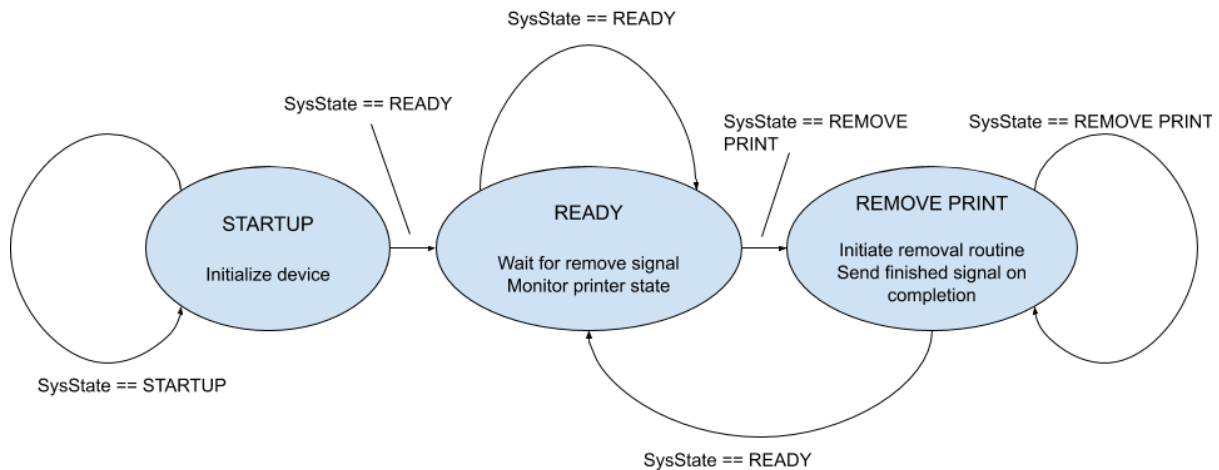 SysState == READY
SysState == READY
SysState == REMOVE
PRINT
SysState == REMOVE PRINT
STARTUP
Initialize device
READY
Wait for remove signal
Monitor printer state
REMOVE PRINT
Initiate removal routine
Send finished signal on
completion
SysState == STARTUP
SysState == READY